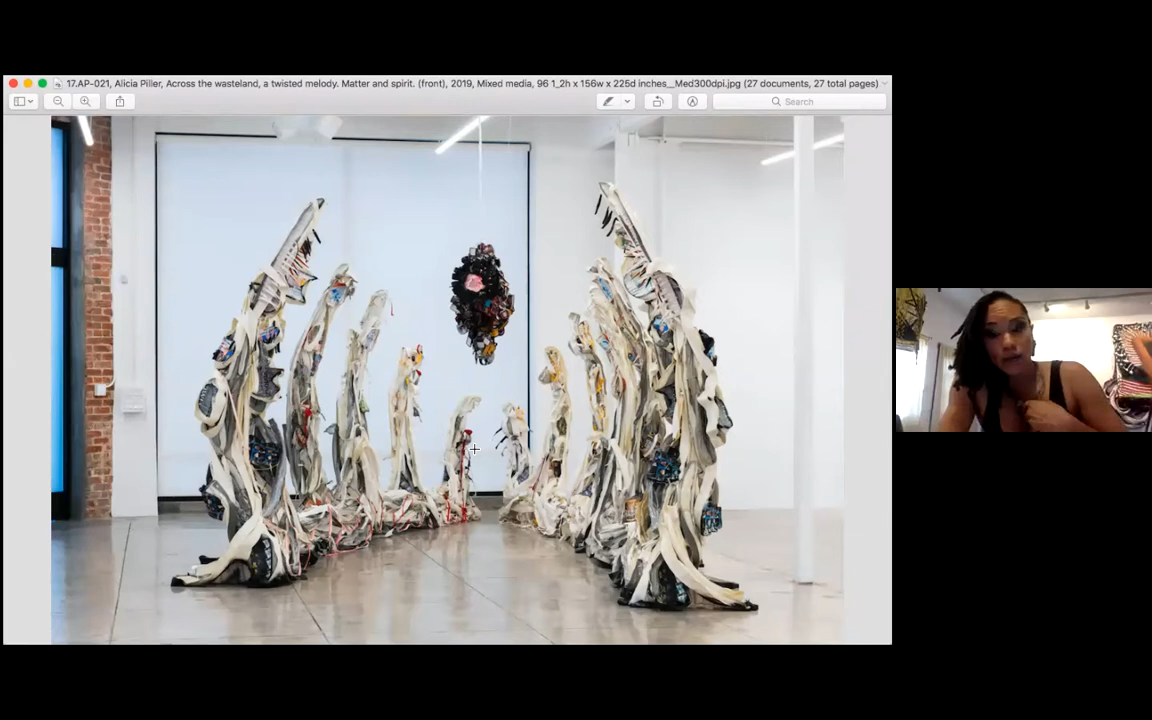 17.AP-021, Alicia Piller, Across the wasteland, a twisted melody. Matter and spirit. (front), 2019, Mixed media, 96 1_2h x 156w x 225d inches__Med300dpi.jpg (27 documents, 27 total pages)
Search